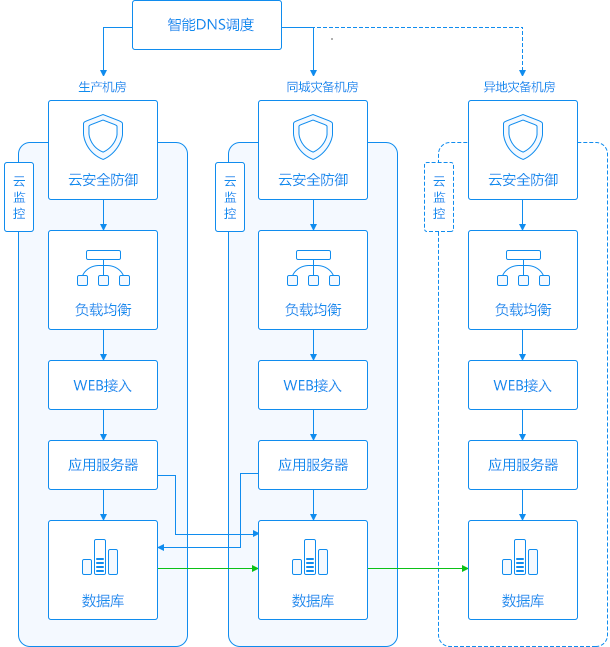 智能DNS调度
生产机房
同城灾备机房
异地灾备机房
云安全防御
云安全防御
云安全防御
云
监
控
云
监
控
云
监
控
负载均衡
负载均衡
负载均衡
WEB接入
WEB接入
WEB接入
应用服务器
应用服务器
应用服务器
数据库
数据库
数据库